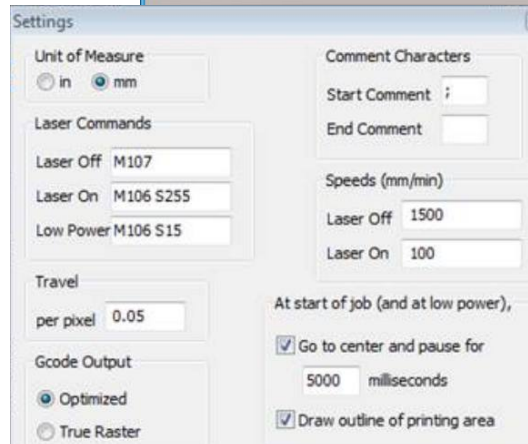 Settings
Unit of Measure
in mm
Laser Commands
Laser Off M107
Laser On M106 S255
Low Power M106 S15
Travel
per pixel 0.05
Gcode Output
Optimized
True Raster
Comment Characters
Start Comment ;
End Comment
Speeds (mm/min)
Laser Off 1500
Laser On 100
At start of job (and at low power),
Go to center and pause for
5000 milliseconds
Draw outline of printing area